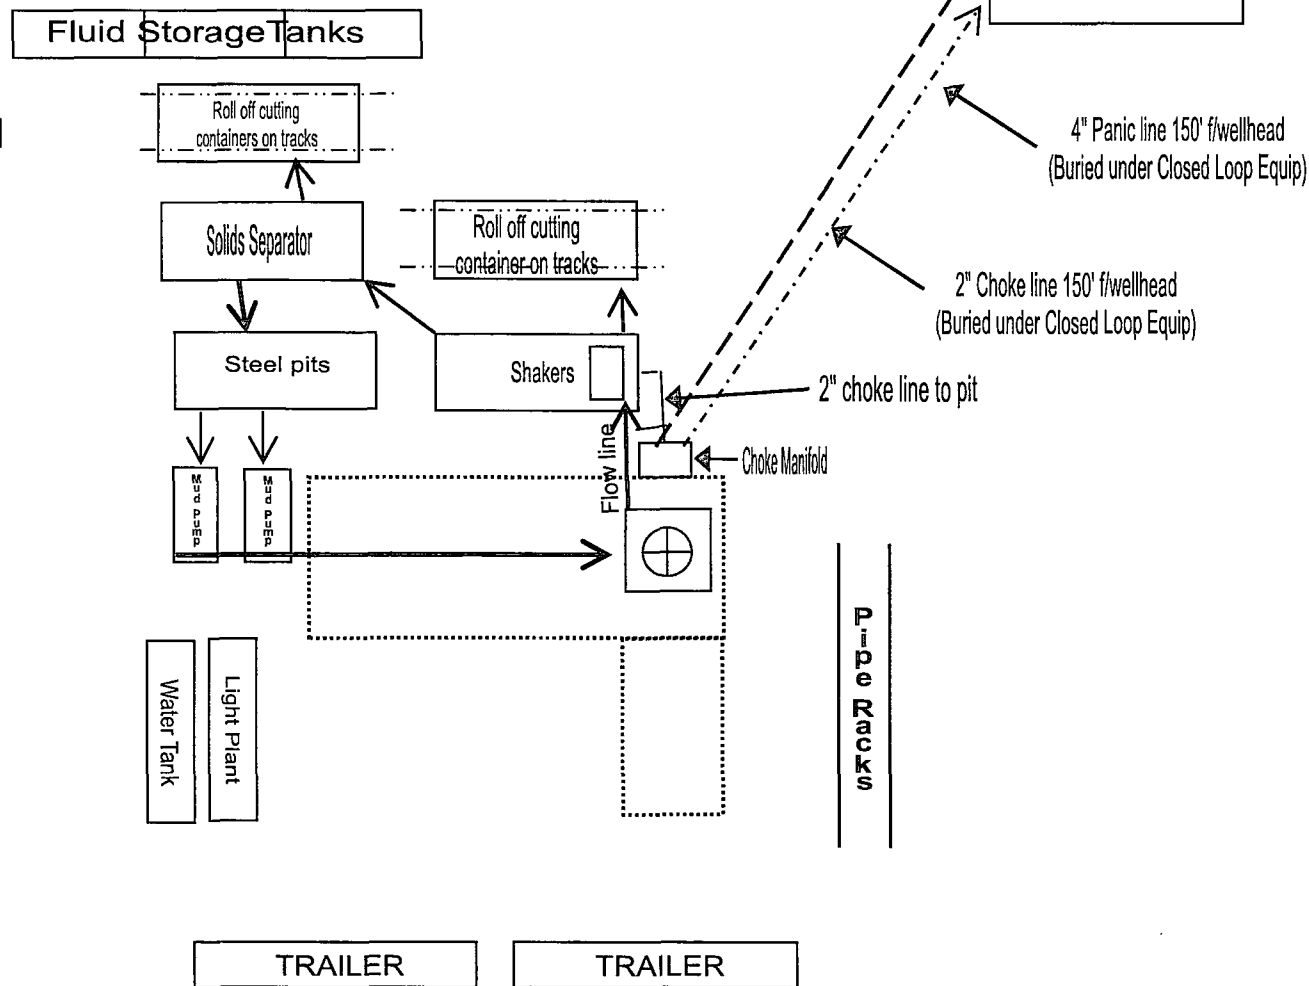 Fluid StorageTanks
Roll off cutting
containers on tracks
4" Panic line 150' f/wellhead
(Buried under Closed Loop Equip)
Solids Separator
Roll off cutting
container on tracks
2" Choke line 150' f/wellhead
(Buried under Closed Loop Equip)
Steel pits
Shakers
2" choke line to pit
Flow line
Choke Manifold
Mud Pump
Mud Pump
Pipe Racks
Water Tank
Light Plant
TRAILER
TRAILER